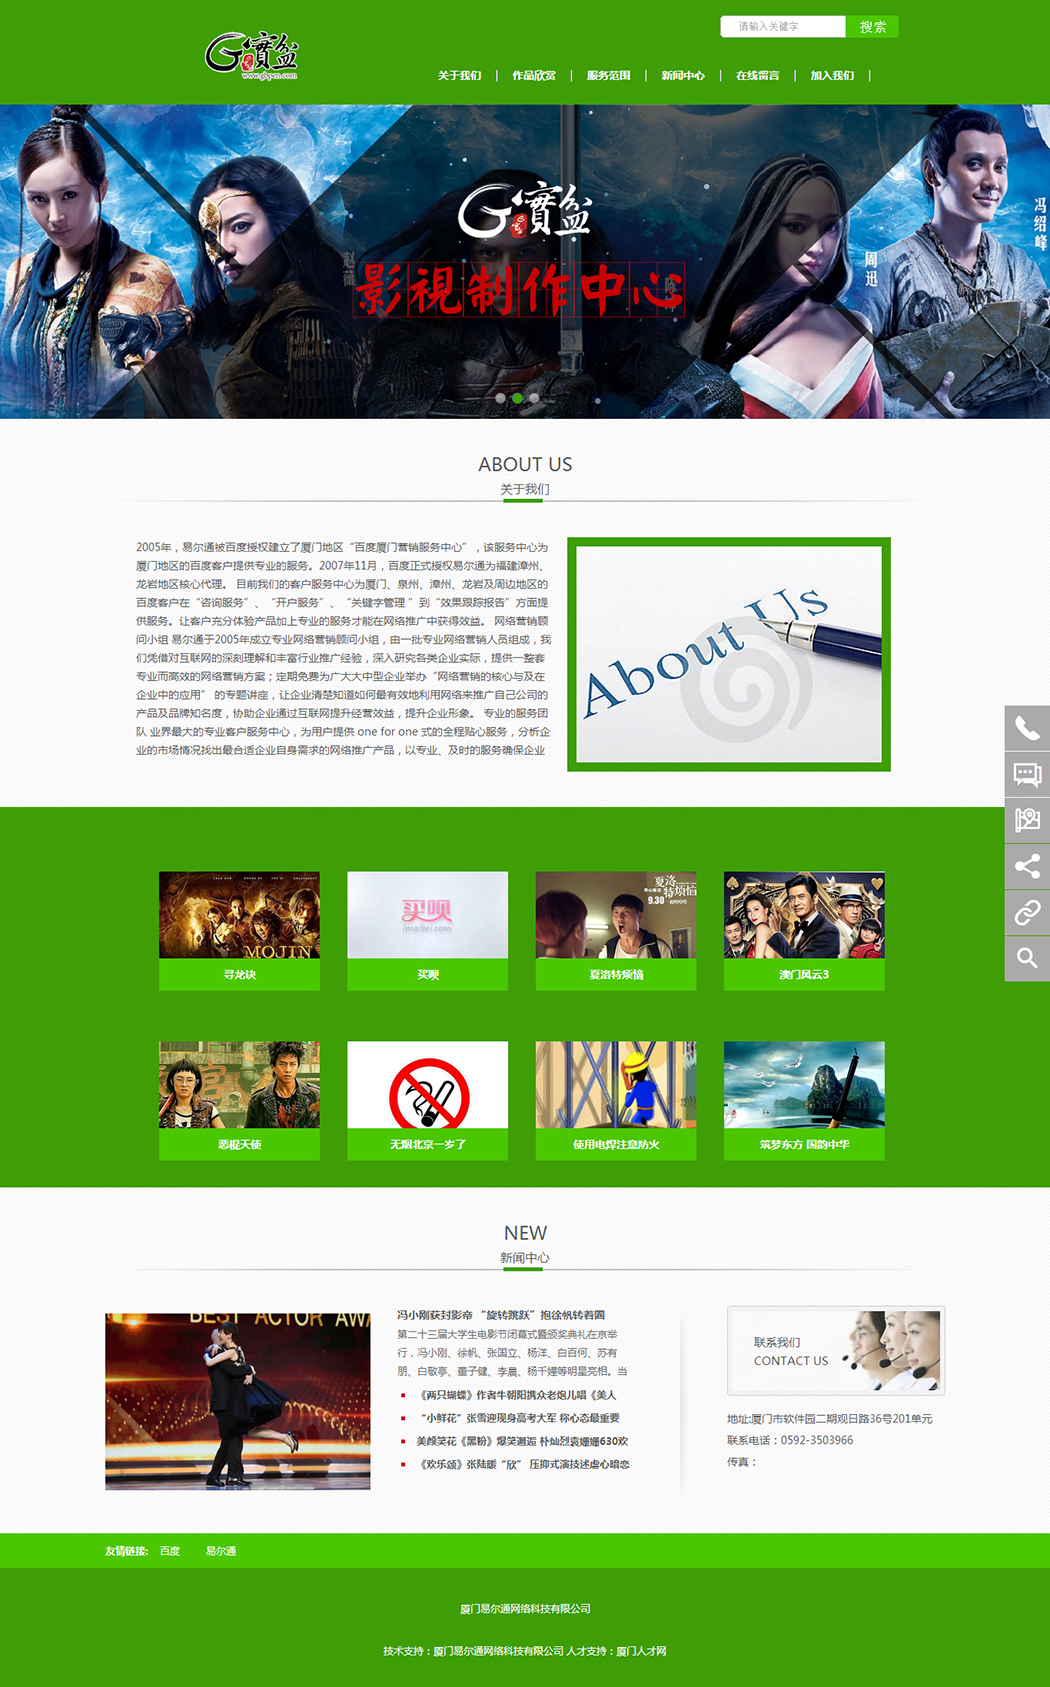 请输入关键字
搜索
G實盆
www.gbpen.com
关于我们 | 作品欣赏 | 服务范围 | 新闻中心 | 在线留言 | 加入我们 |
G實盆
影視制作中心
赵薇
陈
周迅
冯绍峰
ABOUT US
关于我们
2005年，易尔通被百度授权建立了厦门地区“百度厦门营销服务中心”，该服务中心为
厦门地区的百度客户提供专业的服务。2007年11月，百度正式授权易尔通为福建漳州、
龙岩地区核心代理。 目前我们的客户服务中心为厦门、泉州、漳州、龙岩及周边地区的
百度客户在“咨询服务”、“开户服务”、“关键字管理 ”到“效果跟踪报告”方面提
供服务。让客户充分体验产品加上专业的服务才能在网络推广中获得效益。 网络营销顾
问小组 易尔通于2005年成立专业网络营销顾问小组，由一批专业网络营销人员组成，我
们凭借对互联网的深刻理解和丰富行业推广经验，深入研究各类企业实际，提供一整套
专业而高效的网络营销方案；定期免费为广大大中型企业举办“网络营销的核心与及在
企业中的应用” 的专题讲座，让企业清楚知道如何最有效地利用网络来推广自己公司的
产品及品牌知名度，协助企业通过互联网提升经营效益，提升企业形象。 专业的服务团
队 业界最大的专业客户服务中心，为用户提供 one for one 式的全程贴心服务，分析企
业的市场情况找出最合适企业自身需求的网络推广产品，以专业、及时的服务确保企业
About Us
MOJIN
买呗
imaibei.com
夏洛特烦恼
9.30
寻龙诀
买呗
夏洛特烦恼
澳门风云3
恶棍天使
无烟北京一岁了
使用电焊注意防火
筑梦东方 国韵中华
NEW
新闻中心
BEST ACTOR AWA
冯小刚获封影帝 “旋转跳跃”抱徐帆转着圈
第二十三届大学生电影节闭幕式暨颁奖典礼在京举
行，冯小刚、徐帆、张国立、杨洋、白百何、苏有
朋、白敬亭、董子健、李晨、杨千嬅等明星亮相。当
《两只蝴蝶》作者牛朝阳携众老炮儿唱《美人
“小鲜花”张雪迎现身高考大军 称心态最重要
美颜笑花《黑粉》爆笑邂逅 朴灿烈袁姗姗630欢
《欢乐颂》张陆饰“欣” 压抑式演技述虐心暗恋
联系我们
CONTACT US
地址:厦门市软件园二期观日路36号201单元
联系电话：0592-3503966
传真：
友情链接: 百度 易尔通
厦门易尔通网络科技有限公司
技术支持：厦门易尔通网络科技有限公司 人才支持：厦门人才网